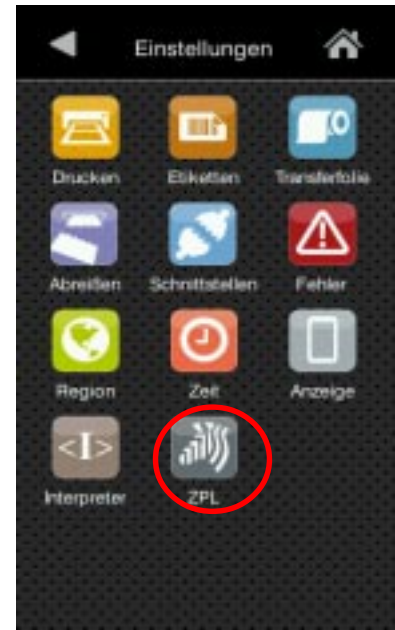 Einstellungen
Drucken Etiketten Transferfolie
Abreißen Schnittstellen Fehler
Region Zeit Anzeige
<I>
Interpreter ZPL